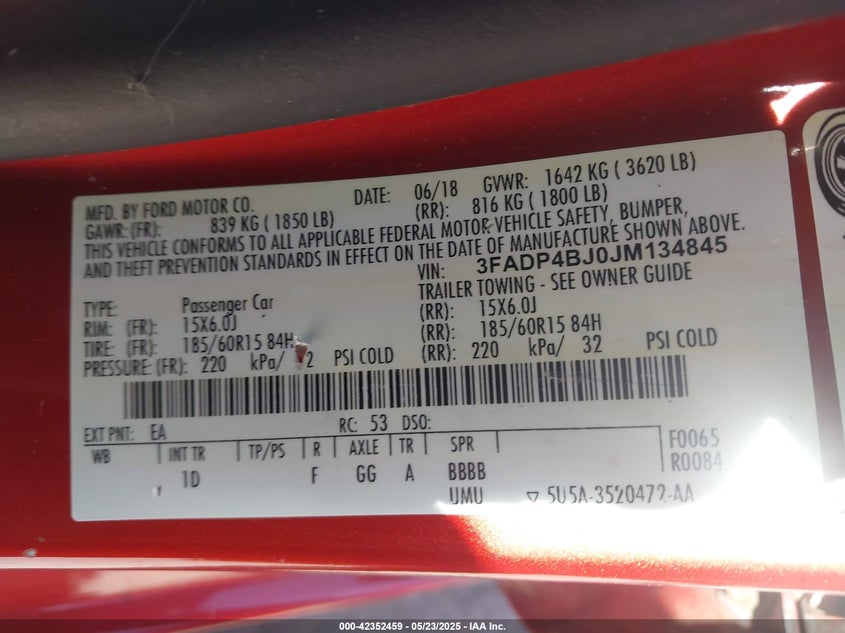 MFD. BY FORD MOTOR CO. DATE: 06/18 GVWR: 1642 KG ( 3620 LB)
GAWR: (FR): 839 KG ( 1850 LB) (RR): 816 KG ( 1800 LB)
THIS VEHICLE CONFORMS TO ALL APPLICABLE FEDERAL MOTOR VEHICLE SAFETY, BUMPER,
AND THEFT PREVENTION STANDARDS IN EFFECT ON THE DATE OF MANUFACTURE SHOWN ABOVE.
VIN: 3FADP4BJ0JM134845
TYPE: Passenger Car TRAILER TOWING - SEE OWNER GUIDE
RIM: (FR): 15X6.0J (RR): 15X6.0J
TIRE: (FR): 185/60R15 84H (RR): 185/60R15 84H
PRESSURE: (FR): 220 kPa/ 2 PSI COLD (RR): 220 kPa/ 32 PSI COLD
EXT PNT: EA RC: 53 DSO:
WB INT TR TP/PS R AXLE TR SPR F0065
1D F GG A BBBB R0084
UMU ▽ 5U5A-3520472-AA
000-42352459 - 05/23/2025 - IAA Inc.